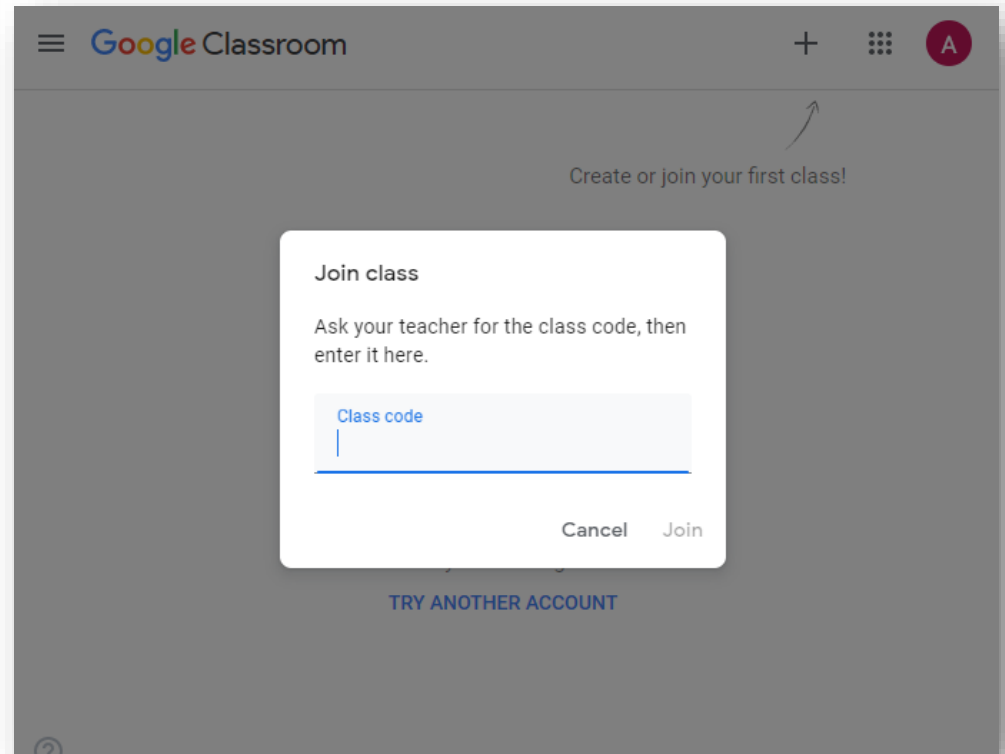 Google Classroom
A
Create or join your first class!
Join class
Ask your teacher for the class code, then
enter it here.
Class code
Cancel Join
TRY ANOTHER ACCOUNT
?